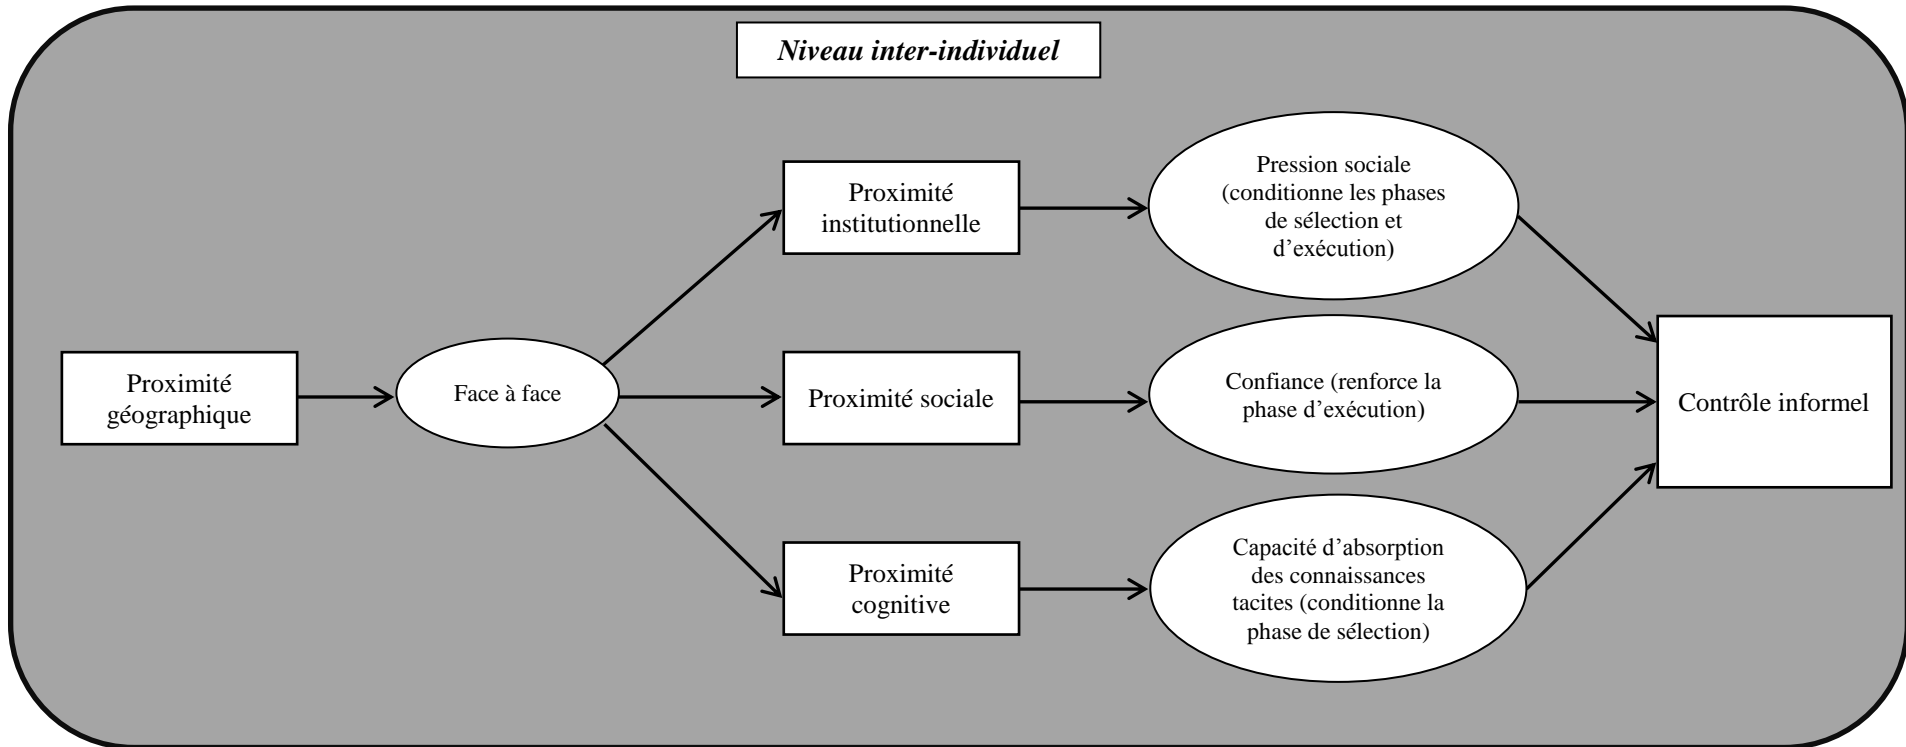 Niveau inter-individuel
Proximité
géographique
Face à face
Proximité
institutionnelle
Pression sociale
(conditionne les phases
de sélection et
d’exécution)
Proximité sociale
Confiance (renforce la
phase d’exécution)
Proximité
cognitive
Capacité d’absorption
des connaissances
tacites (conditionne la
phase de sélection)
Contrôle informel